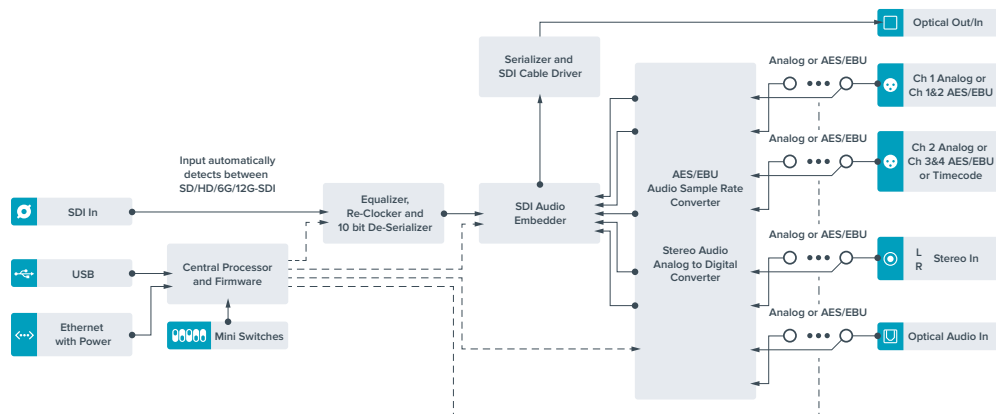 Optical Out/In
Serializer and
SDI Cable Driver
Analog or AES/EBU
Ch 1 Analog or
Ch 1&2 AES/EBU
Analog or AES/EBU
Ch 2 Analog or
Ch 3&4 AES/EBU
or Timecode
Input automatically
detects between
SD/HD/6G/12G-SDI
AES/EBU
Audio Sample Rate
Converter
SDI In
Equalizer,
Re-Clocker and
10 bit De-Serializer
SDI Audio
Embedder
Analog or AES/EBU
L
R
Stereo In
Stereo Audio
Analog to Digital
Converter
USB
Central Processor
and Firmware
Analog or AES/EBU
Ethernet
with Power
Mini Switches
Optical Audio In